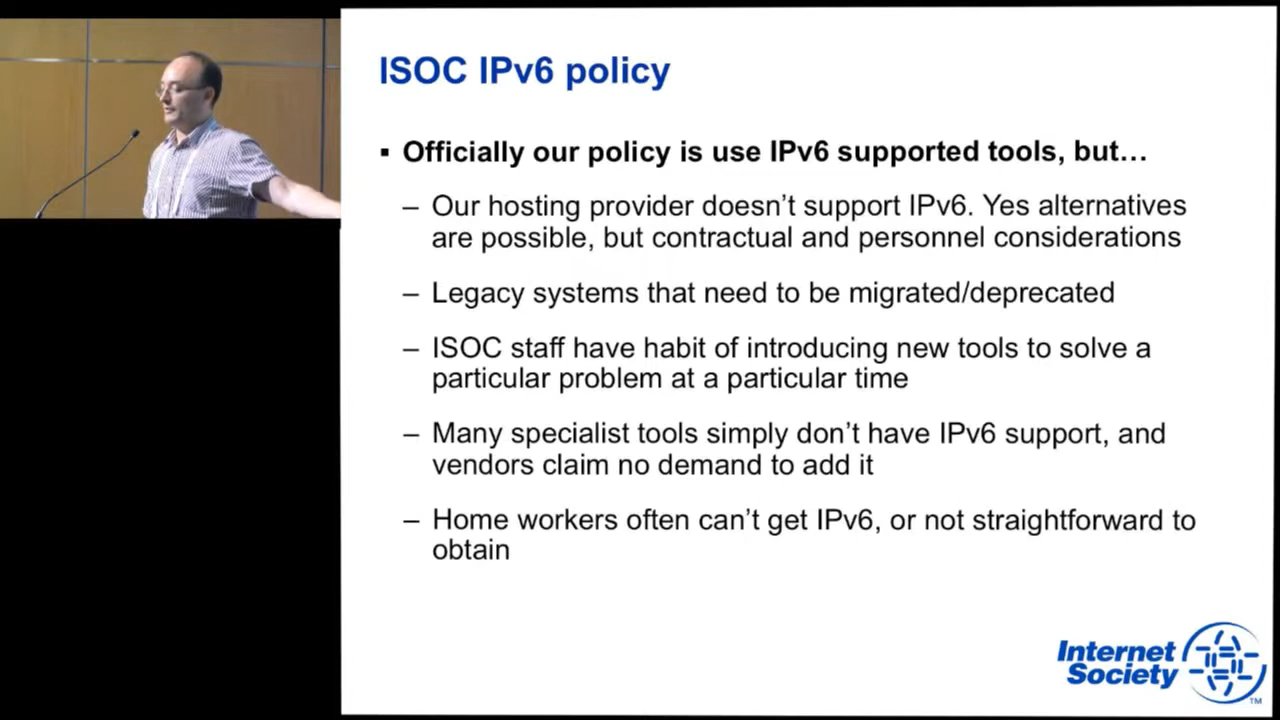 ISOC IPv6 policy
▪ Officially our policy is use IPv6 supported tools, but…
– Our hosting provider doesn’t support IPv6. Yes alternatives
are possible, but contractual and personnel considerations
– Legacy systems that need to be migrated/deprecated
– ISOC staff have habit of introducing new tools to solve a
particular problem at a particular time
– Many specialist tools simply don’t have IPv6 support, and
vendors claim no demand to add it
– Home workers often can’t get IPv6, or not straightforward to
obtain
Internet
Society
TM